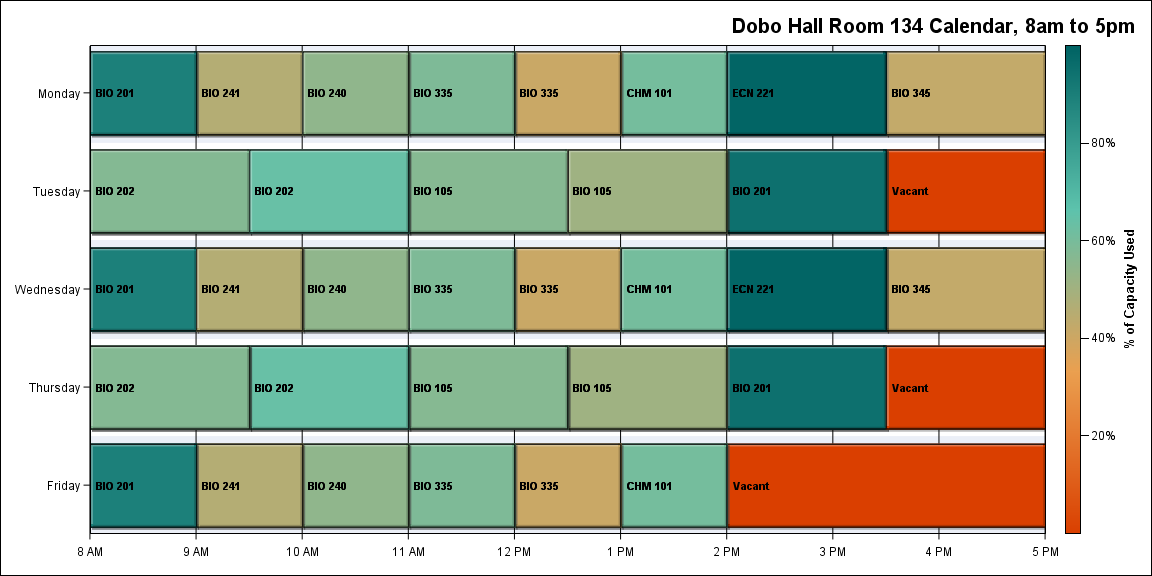 Dobo Hall Room 134 Calendar, 8am to 5pm
Monday
BIO 201
BIO 241
BIO 240
BIO 335
BIO 335
CHM 101
ECN 221
BIO 345
Tuesday
BIO 202
BIO 202
BIO 105
BIO 105
BIO 201
Vacant
Wednesday
BIO 201
BIO 241
BIO 240
BIO 335
BIO 335
CHM 101
ECN 221
BIO 345
Thursday
BIO 202
BIO 202
BIO 105
BIO 105
BIO 201
Vacant
Friday
BIO 201
BIO 241
BIO 240
BIO 335
BIO 335
CHM 101
Vacant
8 AM
9 AM
10 AM
11 AM
12 PM
1 PM
2 PM
3 PM
4 PM
5 PM
80%
60%
40%
20%
% of Capacity Used